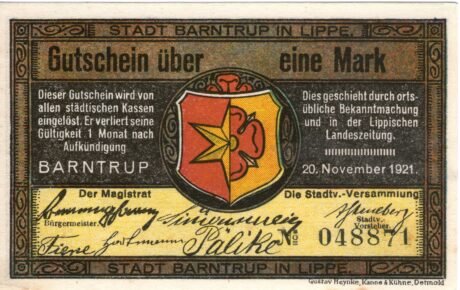 STADT BARNTRUP IN LIPPE.
Gutschein über eine Mark
Dieser Gutschein wird von
allen städtischen Kassen
eingelöst. Er verliert seine
Gültigkeit 1 Monat nach
Aufkündigung.
BARNTRUP
Dies geschieht durch orts-
übliche Bekanntmachung
und in der Lippischen
Landeszeitung.
20. November 1921.
Der Magistrat
Die Stadtv.-Versammlung
Bürgermeister.
Stadtv.
Vorsteher.
Pälike
No 048871
STADT BARNTRUP IN LIPPE.
Gustav Heynke, Kanne & Kühne, Detmold